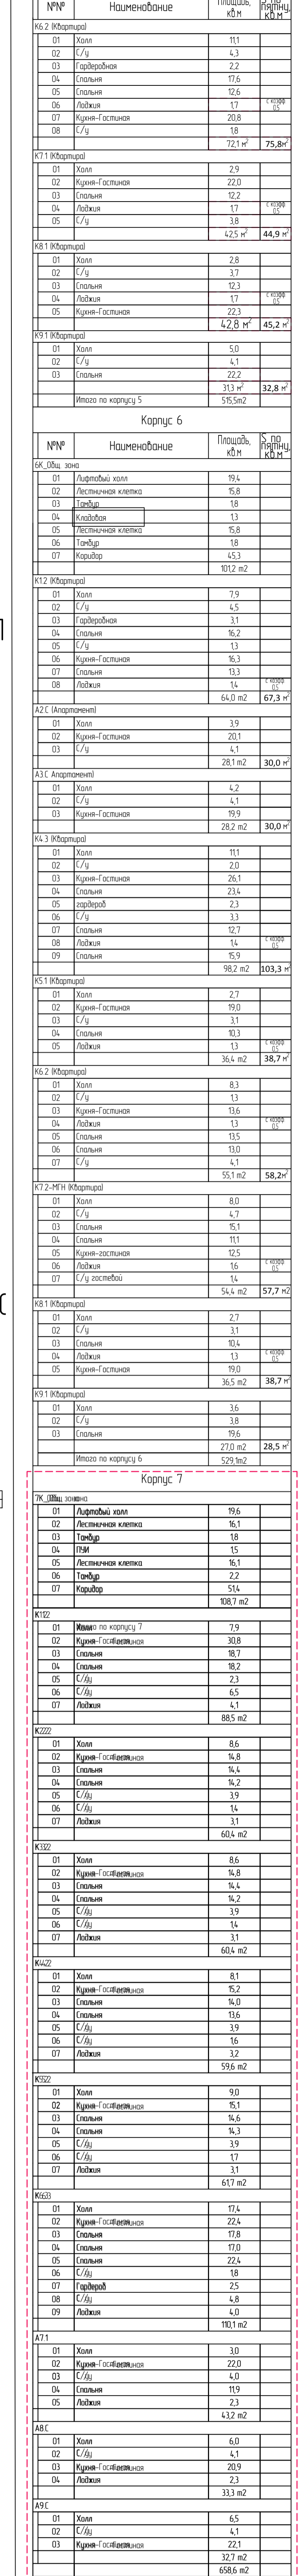 №№ Наименование Площадь, кв.м S по пятну, кв.м
К6.2 (Квартира)
01 Холл 11,1
02 С/у 4,3
03 Гардеробная 2,2
04 Спальня 17,6
05 Спальня 12,6
06 Лоджия 1,7 с коэфф 0.5
07 Кухня-Гостиная 20,8
08 С/у 1,8
72,1 м² 75,8м²
К7.1 (Квартира)
01 Холл 2,9
02 Кухня-Гостиная 22,0
03 Спальня 12,2
04 Лоджия 1,7 с коэфф 0.5
05 С/у 3,8
42,5 м² 44,9 м²
К8.1 (Квартира)
01 Холл 2,8
02 С/у 3,7
03 Спальня 12,3
04 Лоджия 1,7 с коэфф 0.5
05 Кухня-Гостиная 22,3
42,8 м² 45,2 м²
К9.1 (Квартира)
01 Холл 5,0
02 С/у 4,1
03 Спальня 22,2
31,3 м² 32,8 м²
Итого по корпусу 5 515,5m2
Корпус 6
№№ Наименование Площадь, кв.м S по пятну, кв.м
6К_Общ. зона
01 Лифтовый холл 19,4
02 Лестничная клетка 15,8
03 Тамбур 1,8
04 Кладовая 1,3
05 Лестничная клетка 15,8
06 Тамбур 1,8
07 Коридор 45,3
101,2 m2
К1.2 (Квартира)
01 Холл 7,9
02 С/у 4,5
03 Гардеробная 3,1
04 Спальня 16,2
05 С/у 1,3
06 Кухня-Гостиная 16,3
07 Спальня 13,3
08 Лоджия 1,4 с коэфф 0.5
64,0 m2 67,3 м²
А2.С (Апартамент)
01 Холл 3,9
02 Кухня-Гостиная 20,1
03 С/у 4,1
28,1 m2 30,0 м²
А3.С Апартамент)
01 Холл 4,2
02 С/у 4,1
03 Кухня-Гостиная 19,9
28,2 m2 30,0 м²
К4.3 (Квартира)
01 Холл 11,1
02 С/у 2,0
03 Кухня-Гостиная 26,1
04 Спальня 23,4
05 гардероб 2,3
06 С/у 3,3
07 Спальня 12,7
08 Лоджия 1,4 с коэфф 0.5
09 Спальня 15,9
98,2 m2 103,3 м²
К5.1 (Квартира)
01 Холл 2,7
02 Кухня-Гостиная 19,0
03 С/у 3,1
04 Спальня 10,3
05 Лоджия 1,3 с коэфф 0.5
36,4 m2 38,7 м²
К6.2 (Квартира)
01 Холл 8,3
02 С/у 1,3
03 Кухня-Гостиная 13,6
04 Лоджия 1,3 с коэфф 0.5
05 Спальня 13,5
06 Спальня 13,0
07 С/у 4,1
55,1 m2 58,2м²
К7.2-МГН (Квартира)
01 Холл 8,0
02 С/у 4,7
03 Спальня 15,1
04 Спальня 11,1
05 Кухня-гостиная 12,5
06 Лоджия 1,6 с коэфф 0.5
07 С/у гостевой 1,4
54,4 m2 57,7 м2
К8.1 (Квартира)
01 Холл 2,7
02 С/у 3,1
03 Спальня 10,4
04 Лоджия 1,3 с коэфф 0.5
05 Кухня-Гостиная 19,0
36,5 m2 38,7 м²
К9.1 (Квартира)
01 Холл 3,6
02 С/у 3,8
03 Спальня 19,6
27,0 m2 28,5 м²
Итого по корпусу 6 529,1m2
Корпус 7
7К_Общ. зона
01 Лифтовый холл 19,6
02 Лестничная клетка 16,1
03 Тамбур 1,8
04 ПУИ 1,5
05 Лестничная клетка 16,1
06 Тамбур 2,2
07 Коридор 51,4
108,7 m2
01 по корпусу 7 7,9
02 Кухня-Гостиная 30,8
03 Спальня 18,7
04 Спальня 18,2
05 С/у 2,3
06 С/у 6,5
07 Лоджия 4,1
88,5 m2
01 Холл 8,6
02 Кухня-Гостиная 14,8
03 Спальня 14,4
04 Спальня 14,2
05 С/у 3,9
06 С/у 1,4
07 Лоджия 3,1
60,4 m2
01 Холл 8,6
02 Кухня-Гостиная 14,8
03 Спальня 14,4
04 Спальня 14,2
05 С/у 3,9
06 С/у 1,4
07 Лоджия 3,1
60,4 m2
01 Холл 8,1
02 Кухня-Гостиная 15,2
03 Спальня 14,0
04 Спальня 13,6
05 С/у 3,9
06 С/у 1,6
07 Лоджия 3,2
59,6 m2
01 Холл 9,0
02 Кухня-Гостиная 15,1
03 Спальня 14,6
04 Спальня 14,3
05 С/у 3,9
06 С/у 1,7
07 Лоджия 3,1
61,7 m2
01 Холл 17,4
02 Кухня-Гостиная 22,4
03 Спальня 17,8
04 Спальня 17,0
05 Спальня 22,4
06 С/у 1,8
07 Гардероб 2,5
08 С/у 4,8
09 Лоджия 4,0
110,1 m2
А7.1
01 Холл 3,0
02 Кухня-Гостиная 22,0
03 С/у 4,0
04 Спальня 11,9
05 Лоджия 2,3
43,2 m2
А8.С
01 Холл 6,0
02 С/у 4,1
03 Кухня-Гостиная 20,9
04 Лоджия 2,3
33,3 m2
А9.С
01 Холл 6,5
02 С/у 4,1
03 Кухня-Гостиная 22,1
32,7 m2
658,6 m2